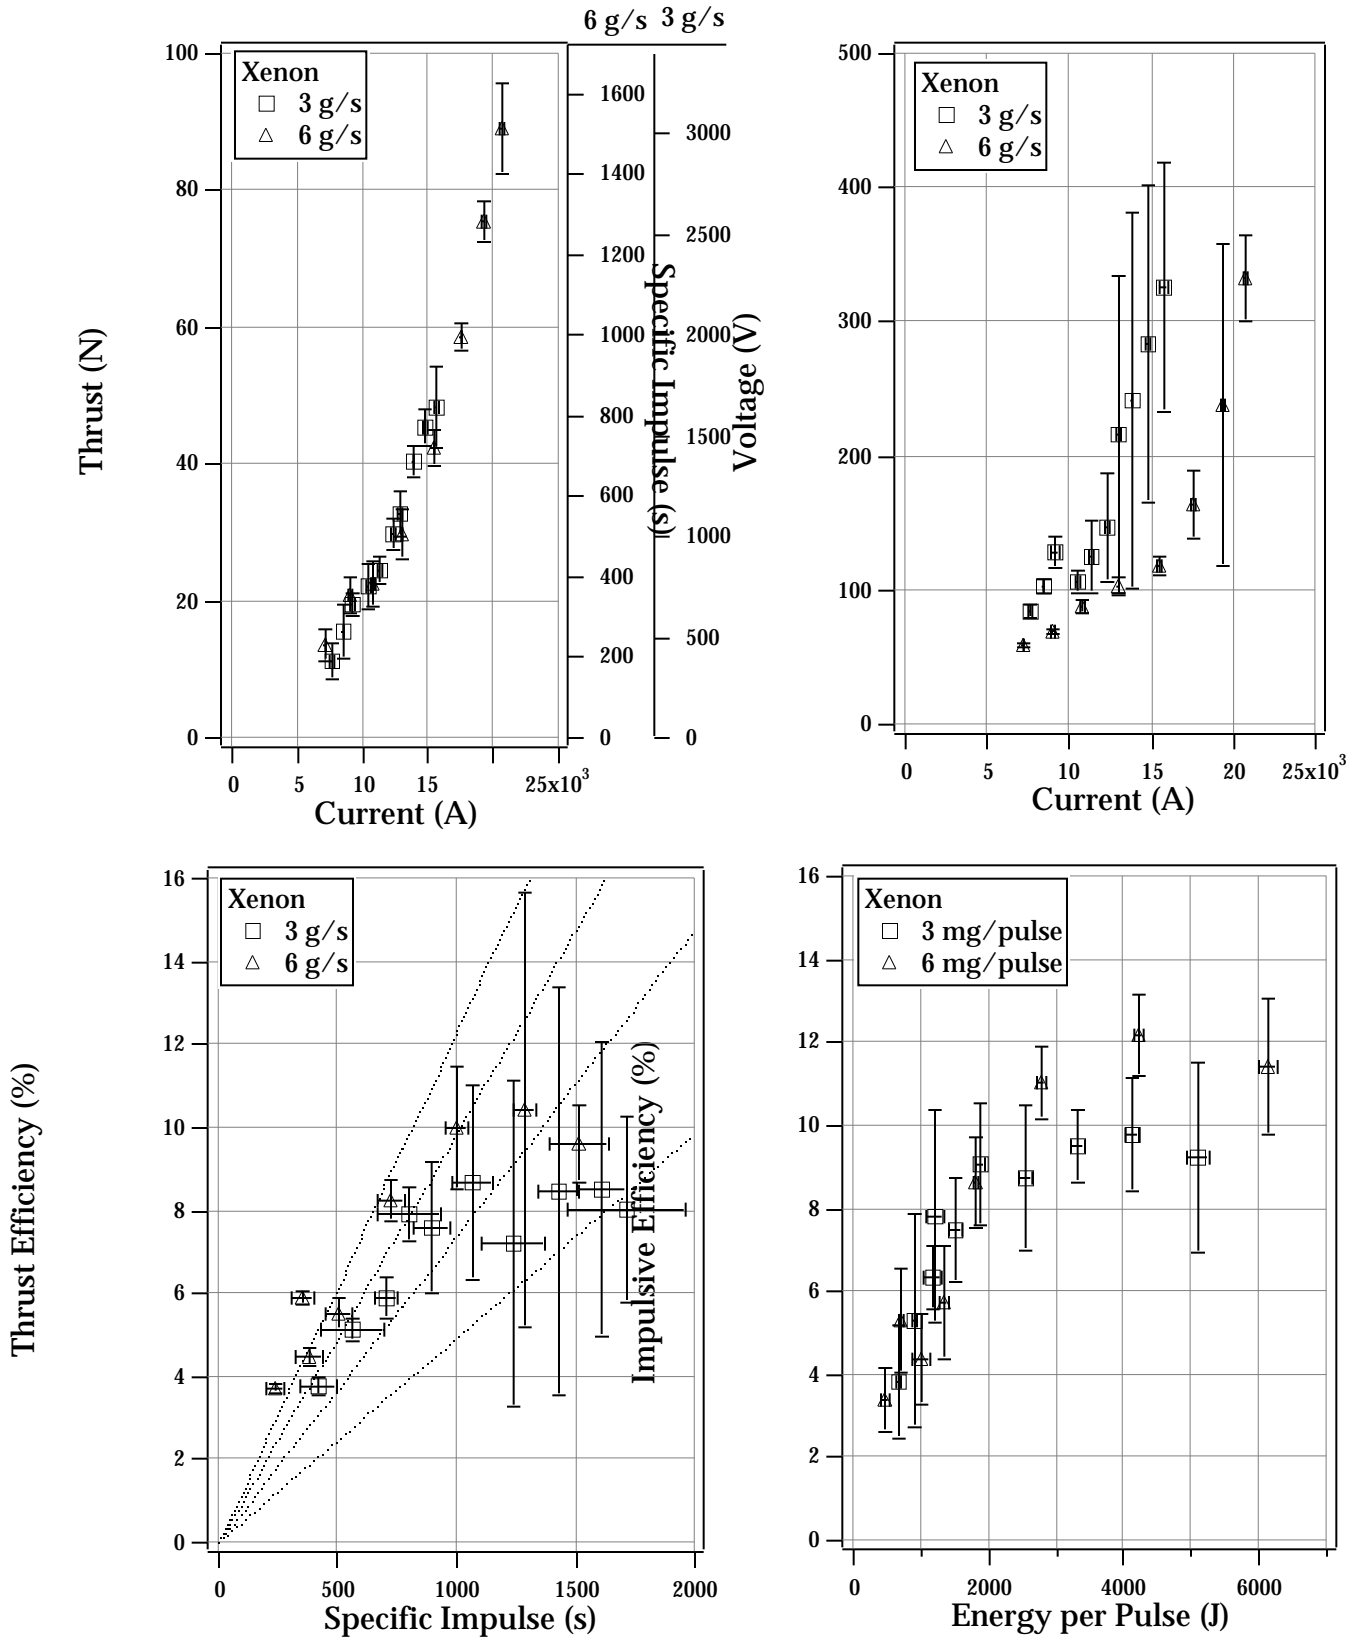 6 g/s 3 g/s
100
80
60
40
20
0
Thrust (N)
Xenon
3 g/s
6 g/s
1600
1400
1200
1000
800
600
400
200
0
Specific Impulse (s)
3000
2500
2000
1500
1000
500
0
0 5 10 15 25x10³
Current (A)
500
400
300
200
100
0
Voltage (V)
Xenon
3 g/s
6 g/s
0 5 10 15 20 25x10³
Current (A)
16
14
12
10
8
6
4
2
0
Thrust Efficiency (%)
Xenon
3 g/s
6 g/s
0 500 1000 1500 2000
Specific Impulse (s)
16
14
12
10
8
6
4
2
0
Impulsive Efficiency (%)
Xenon
3 mg/pulse
6 mg/pulse
0 2000 4000 6000
Energy per Pulse (J)